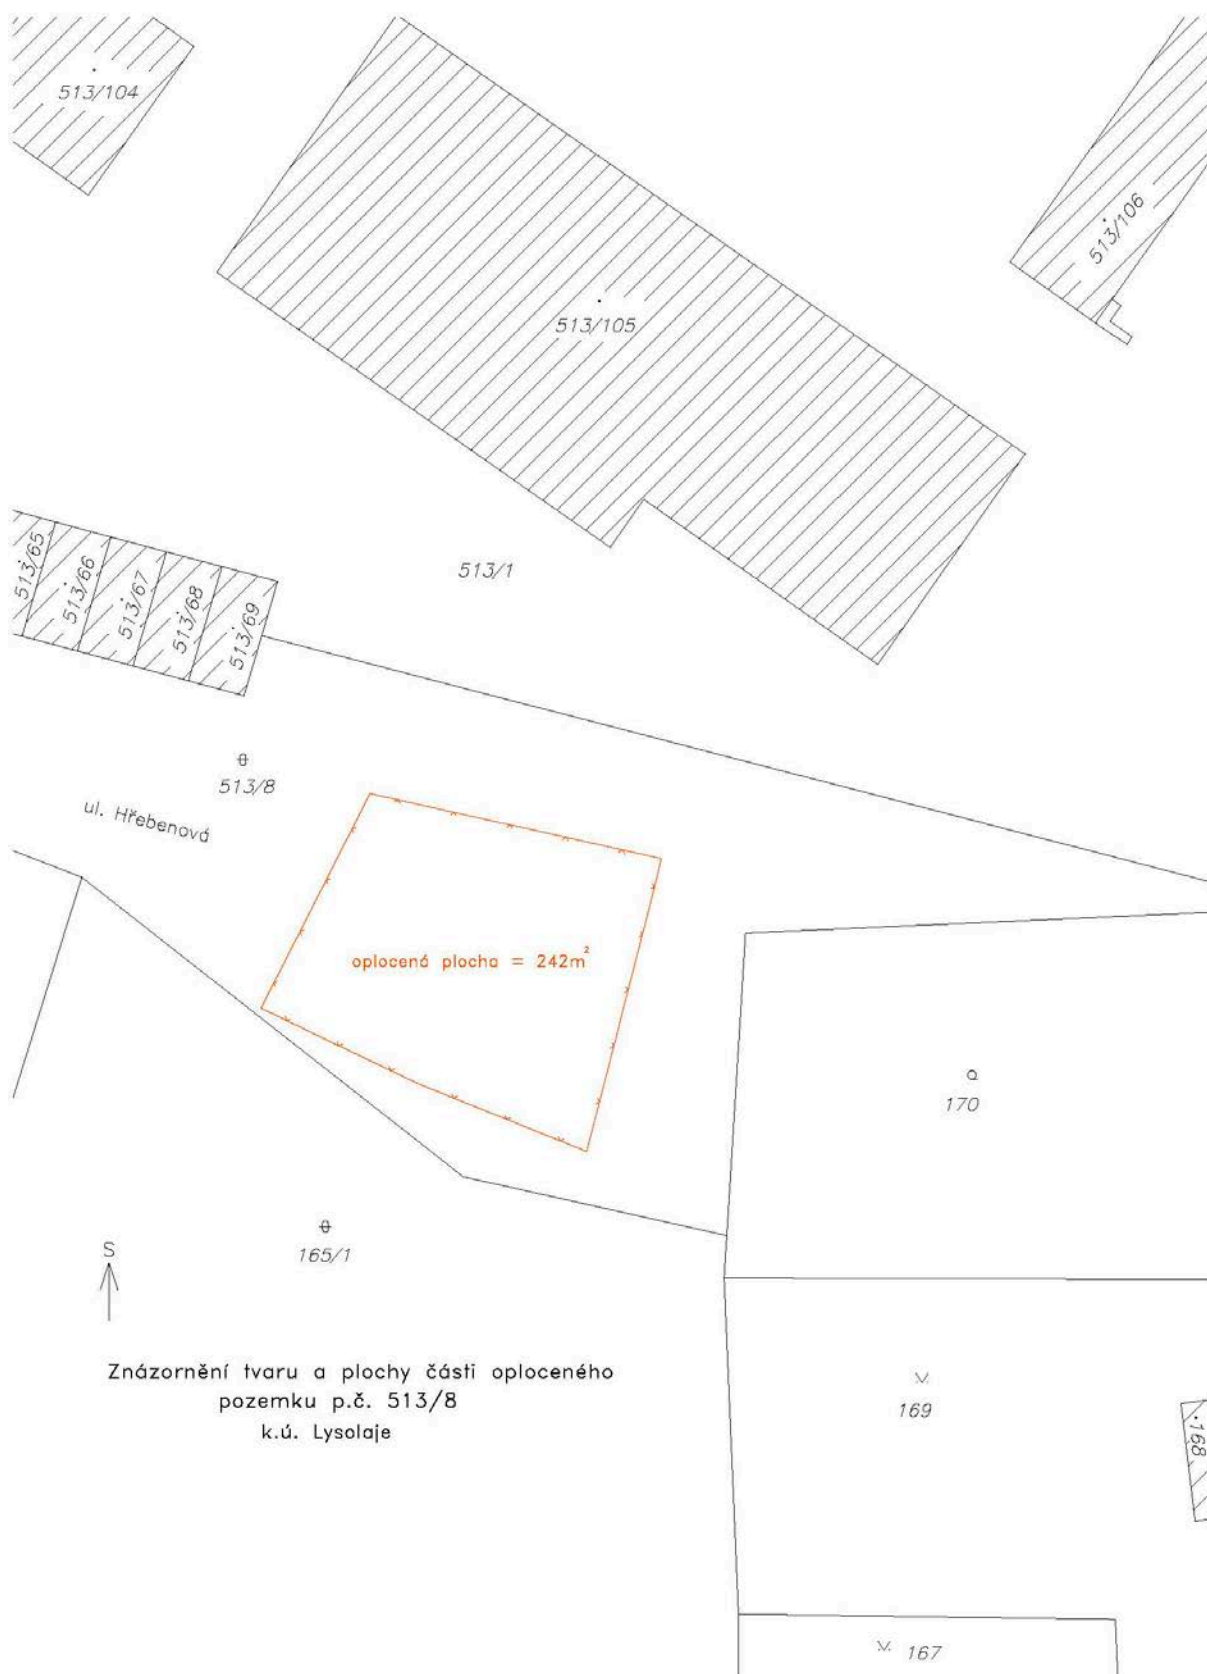 513/104
513/106
513/105
513/1
513/65
513/66
513/67
513/68
513/69
513/8
ul. Hřebenová
oplocená plocha = 242m²
170
165/1
S
Znázornění tvaru a plochy části oploceného
pozemku p.č. 513/8
k.ú. Lysolaje
169
168
167